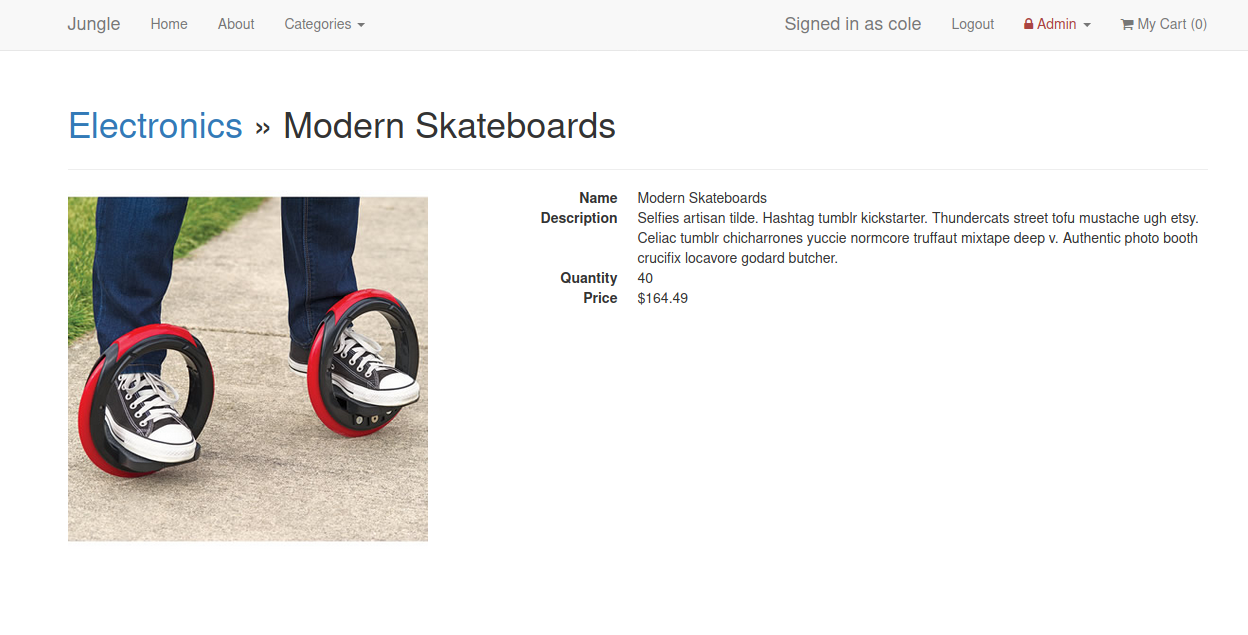 Jungle Home About Categories Signed in as cole Logout Admin My Cart (0)
Electronics » Modern Skateboards
Name Modern Skateboards
Description Selfies artisan tilde. Hashtag tumblr kickstarter. Thundercats street tofu mustache ugh etsy.
Celiac tumblr chicharrones yuccie normcore truffaut mixtape deep v. Authentic photo booth
crucifix locavore godard butcher.
Quantity 40
Price $164.49